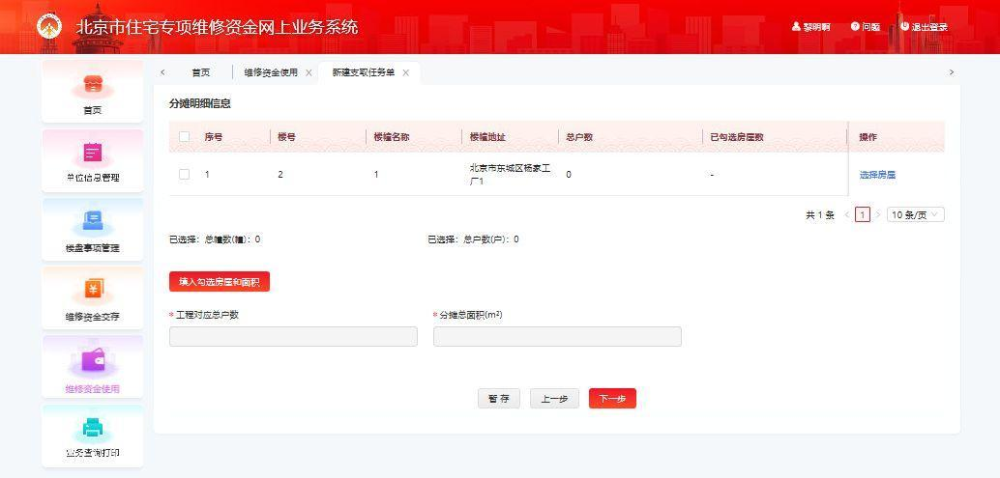 北京市住宅专项维修资金网上业务系统
黎明啊
问题
退出登录
首页
单位信息管理
楼盘事项管理
维修资金交存
维修资金使用
业务查询打印
首页 维修资金使用 新建支取任务单
分摊明细信息
序号 楼号 楼幢名称 楼幢地址 总户数 已勾选房屋数 操作
1 2 1 北京市东城区杨家工 0 - 选择房屋
厂1
共 1 条 1 10 条/页
已选择：总幢数(幢)：0 已选择：总户数(户)：0
填入勾选房屋和面积
* 工程对应总户数 * 分摊总面积(m²)
暂 存 上一步 下一步